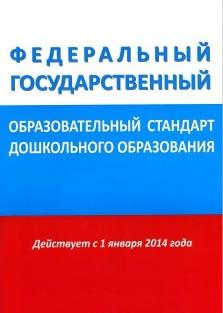 ФЕДЕРАЛЬНЫЙ
ГОСУДАРСТВЕННЫЙ
ОБРАЗОВАТЕЛЬНЫЙ СТАНДАРТ
ДОШКОЛЬНОГО ОБРАЗОВАНИЯ
Действует с 1 января 2014 года